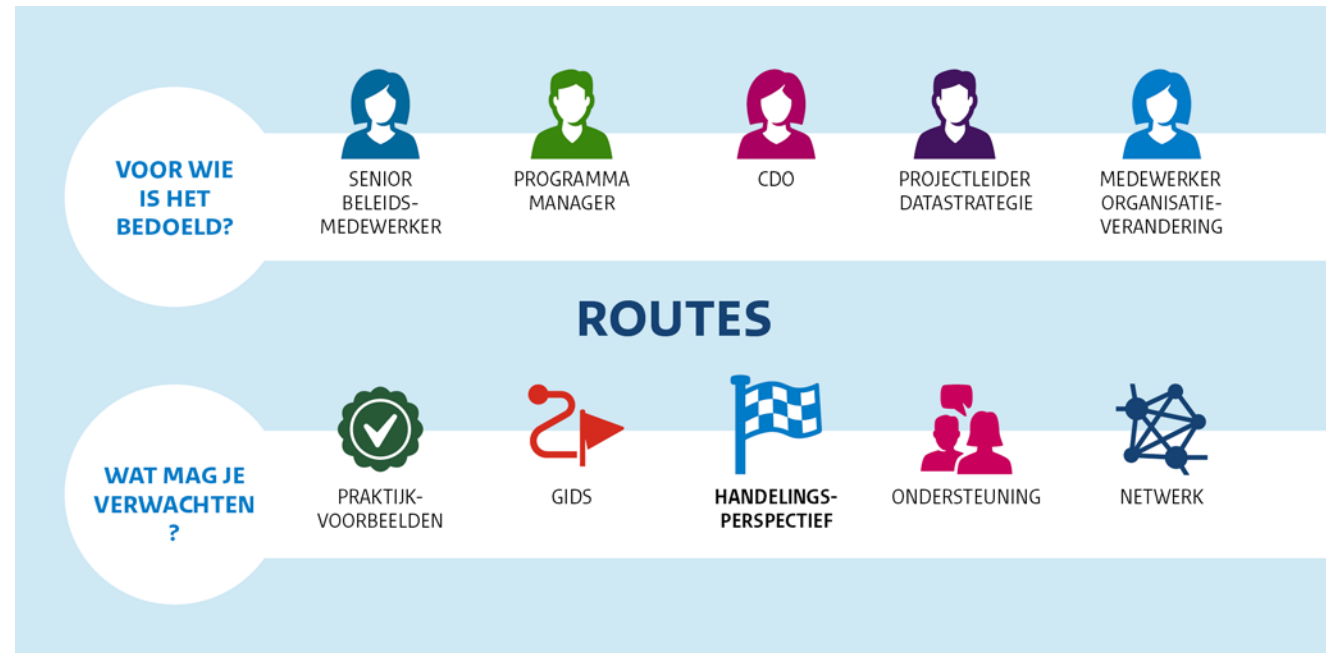 VOOR WIE
IS HET
BEDOELD?
SENIOR
BELEIDS-
MEDEWERKER
PROGRAMMA
MANAGER
CDO
PROJECTLEIDER
DATASTRATEGIE
MEDEWERKER
ORGANISATIE-
VERANDERING
ROUTES
WAT MAG JE
VERWACHTEN
?
PRAKTIJK-
VOORBEELDEN
GIDS
HANDELINGS-
PERSPECTIEF
ONDERSTEUNING
NETWERK